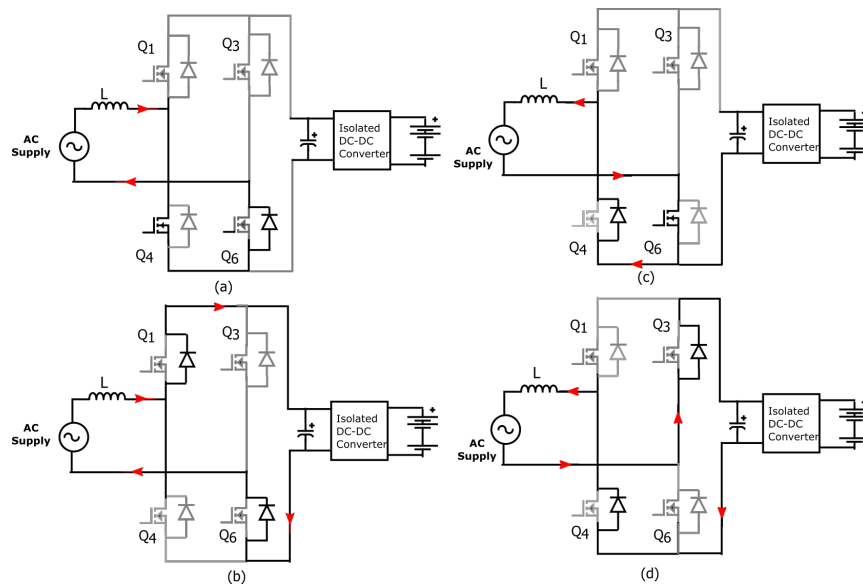 Q1
Q3
L
AC
Supply
Isolated
DC-DC
Converter
+
+
Q4
Q6
(a)
Q1
Q3
L
AC
Supply
Isolated
DC-DC
Converter
+
+
Q4
Q6
(c)
Q1
Q3
L
AC
Supply
Isolated
DC-DC
Converter
+
+
Q4
Q6
(b)
Q1
Q3
L
AC
Supply
Isolated
DC-DC
Converter
+
+
Q4
Q6
(d)